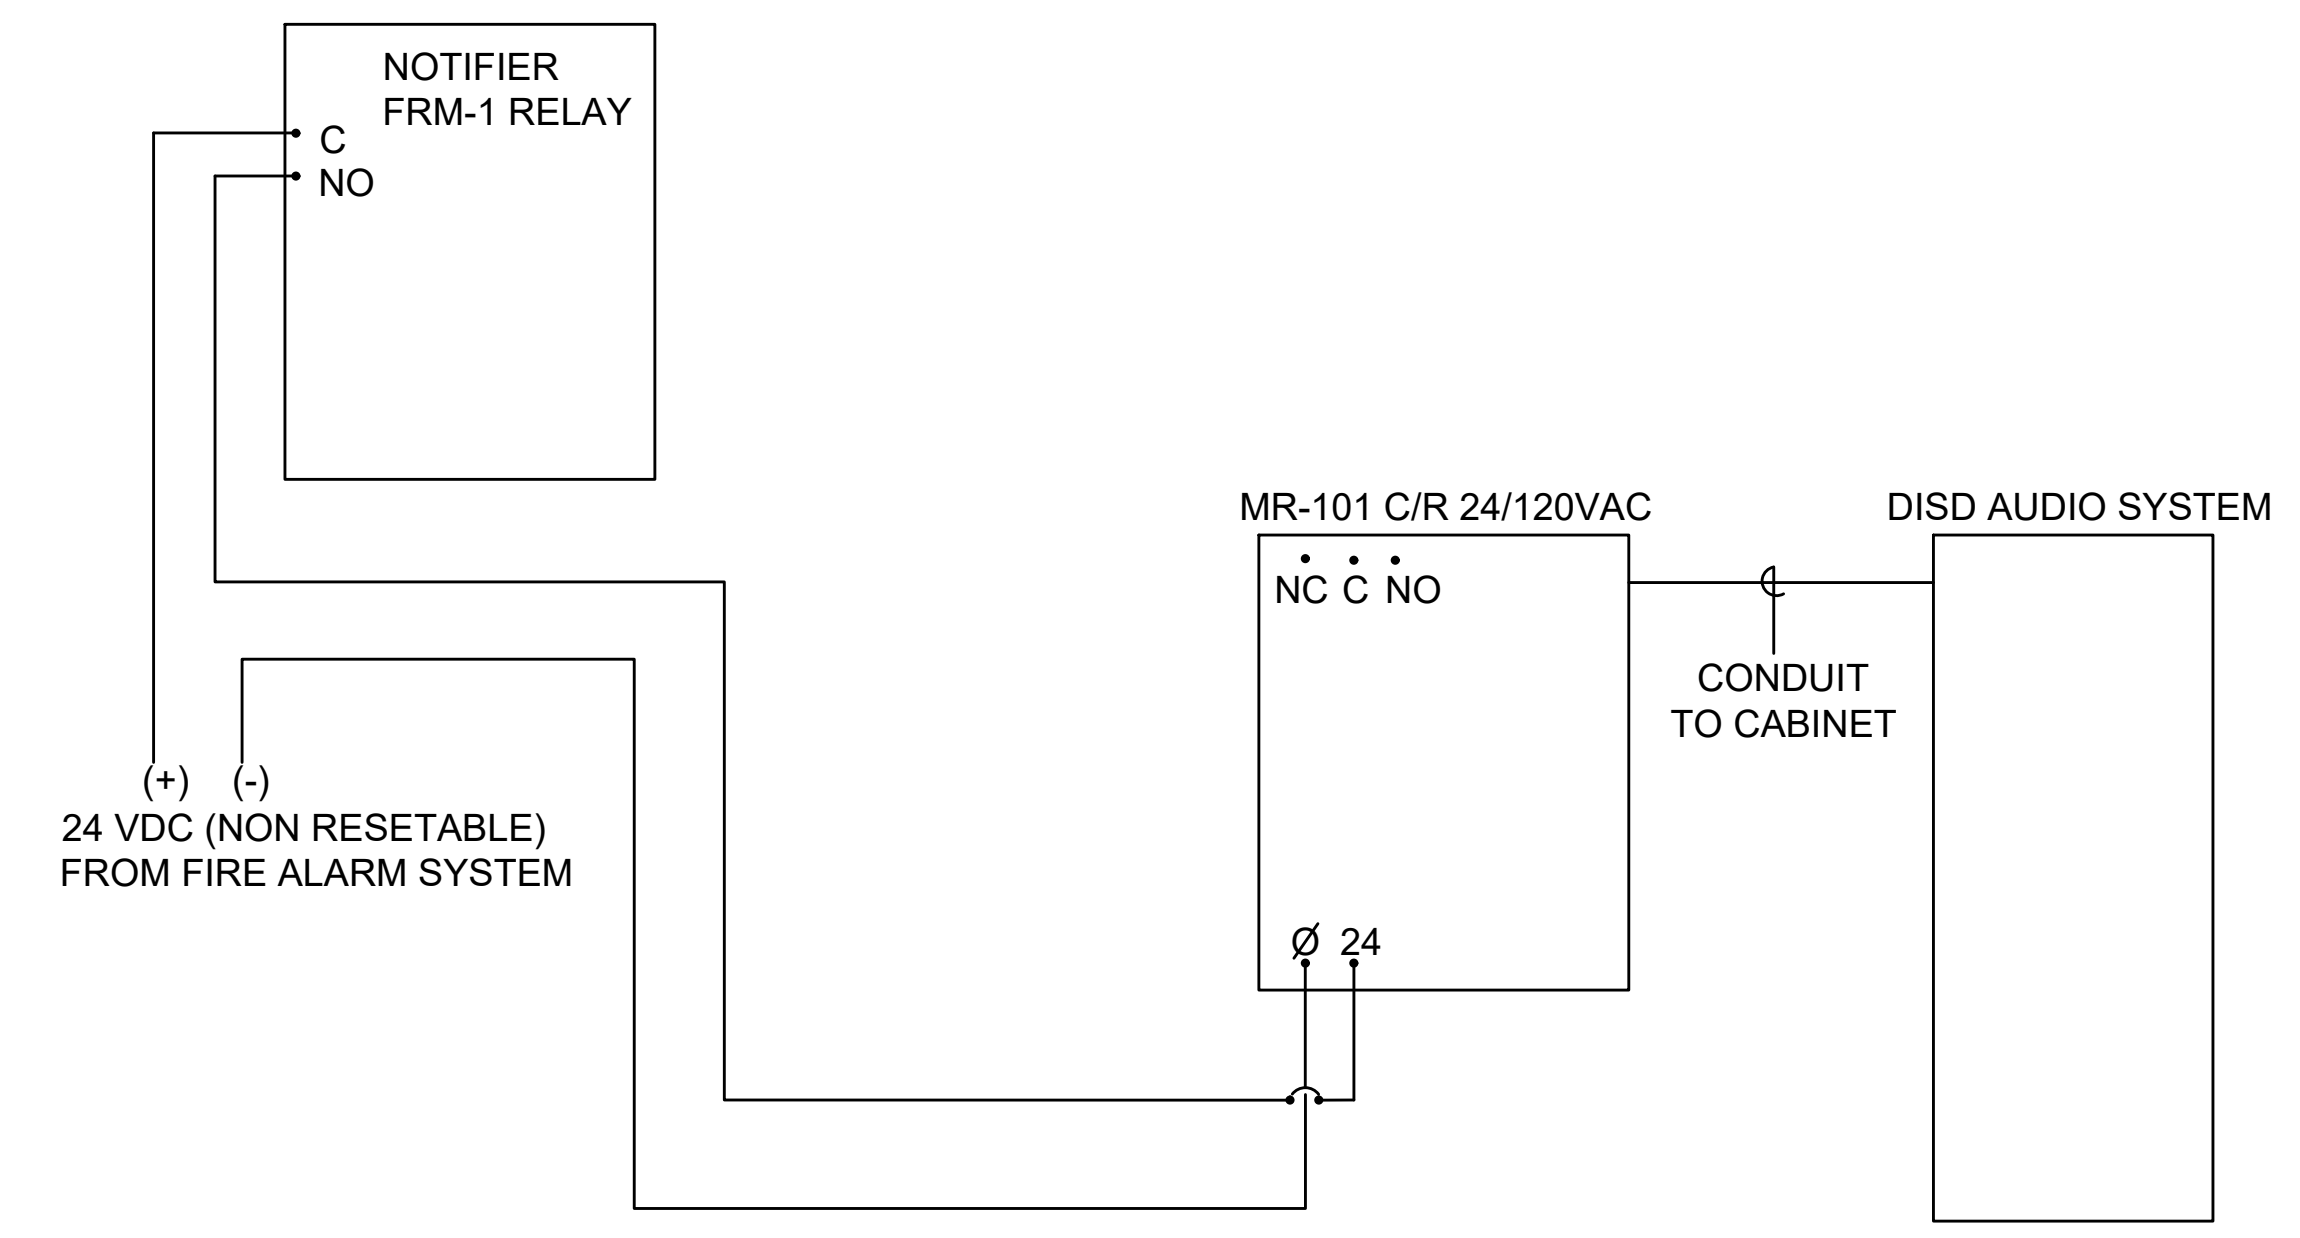 NOTIFIER
FRM-1 RELAY
C
NO
MR-101 C/R 24/120VAC
NC C NO
Ø 24
DISD AUDIO SYSTEM
CONDUIT
TO CABINET
(+) (-)
24 VDC (NON RESETABLE)
FROM FIRE ALARM SYSTEM